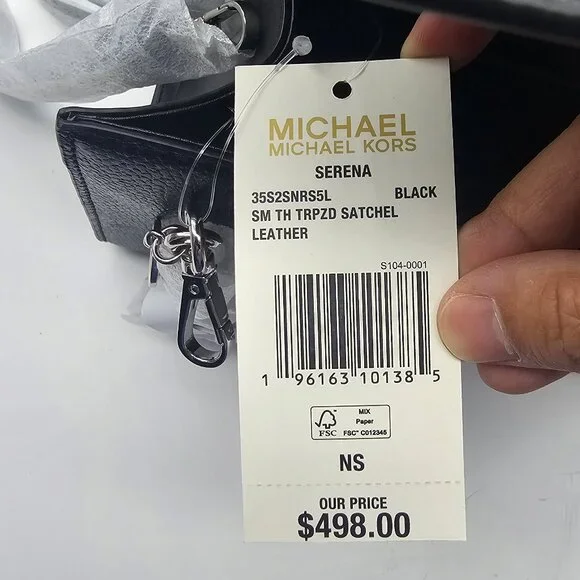 MICHAEL
MICHAEL KORS
SERENA
35S2SNRS5L BLACK
SM TH TRPZD SATCHEL
LEATHER
S104-0001
1 96163 10138 5
FSC
MIX
Paper
FSC™ C012345
NS
OUR PRICE
$498.00